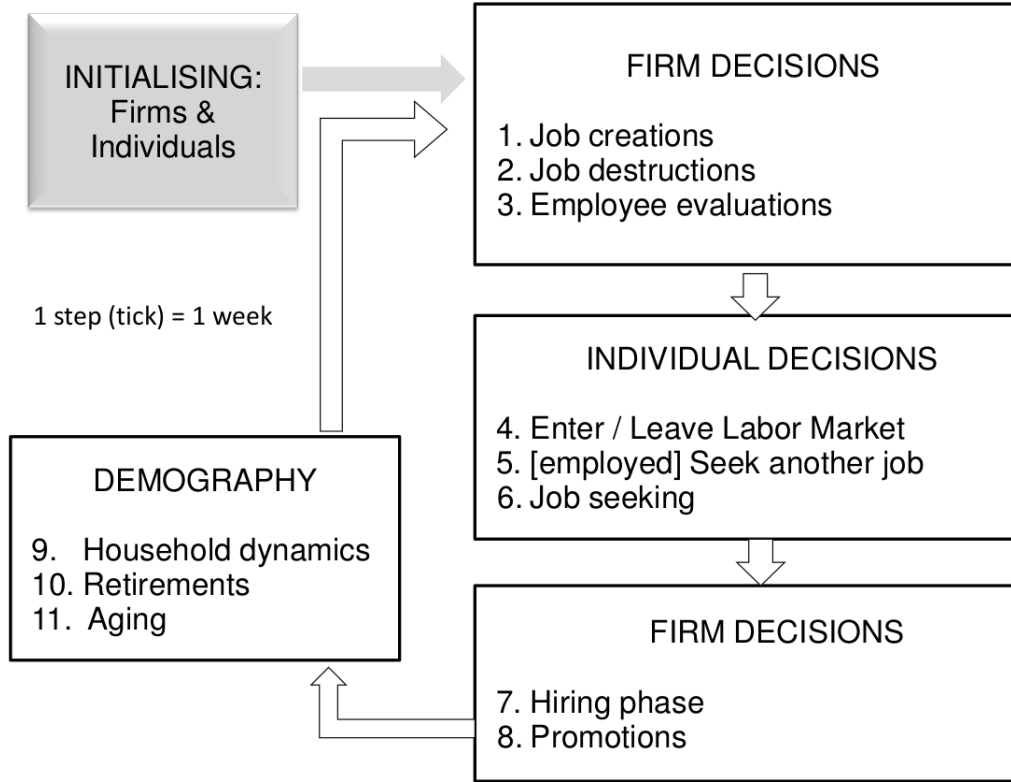 INITIALISING:
Firms &
Individuals
FIRM DECISIONS
1. Job creations
2. Job destructions
3. Employee evaluations
1 step (tick) = 1 week
INDIVIDUAL DECISIONS
4. Enter / Leave Labor Market
5. [employed] Seek another job
6. Job seeking
FIRM DECISIONS
7. Hiring phase
8. Promotions
DEMOGRAPHY
9. Household dynamics
10. Retirements
11. Aging